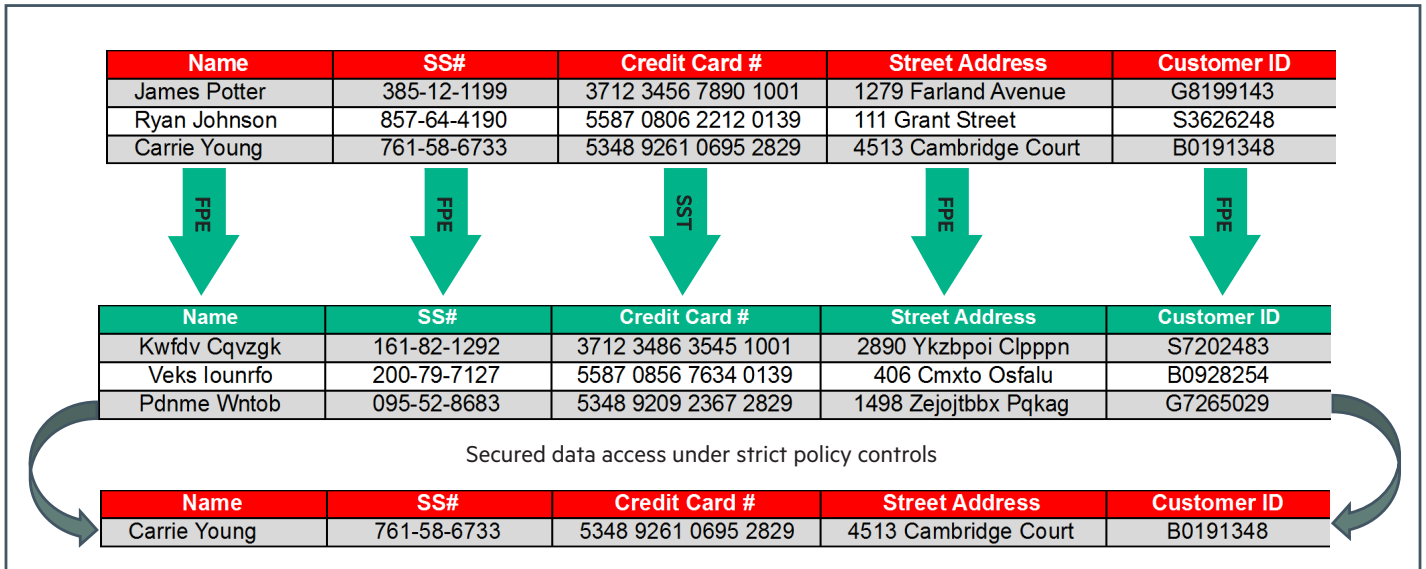 Name SS# Credit Card # Street Address Customer ID
James Potter 385-12-1199 3712 3456 7890 1001 1279 Farland Avenue G8199143
Ryan Johnson 857-64-4190 5587 0806 2212 0139 111 Grant Street S3626248
Carrie Young 761-58-6733 5348 9261 0695 2829 4513 Cambridge Court B0191348
FPE FPE SST FPE FPE
Name SS# Credit Card # Street Address Customer ID
Kwfdv Cqvzgk 161-82-1292 3712 3486 3545 1001 2890 Ykzbpoi Clpppn S7202483
Veks Iounrfo 200-79-7127 5587 0856 7634 0139 406 Cmxto Osfalu B0928254
Pdnme Wntob 095-52-8683 5348 9209 2367 2829 1498 Zejojtbbx Pqkag G7265029
Secured data access under strict policy controls
Name SS# Credit Card # Street Address Customer ID
Carrie Young 761-58-6733 5348 9261 0695 2829 4513 Cambridge Court B0191348